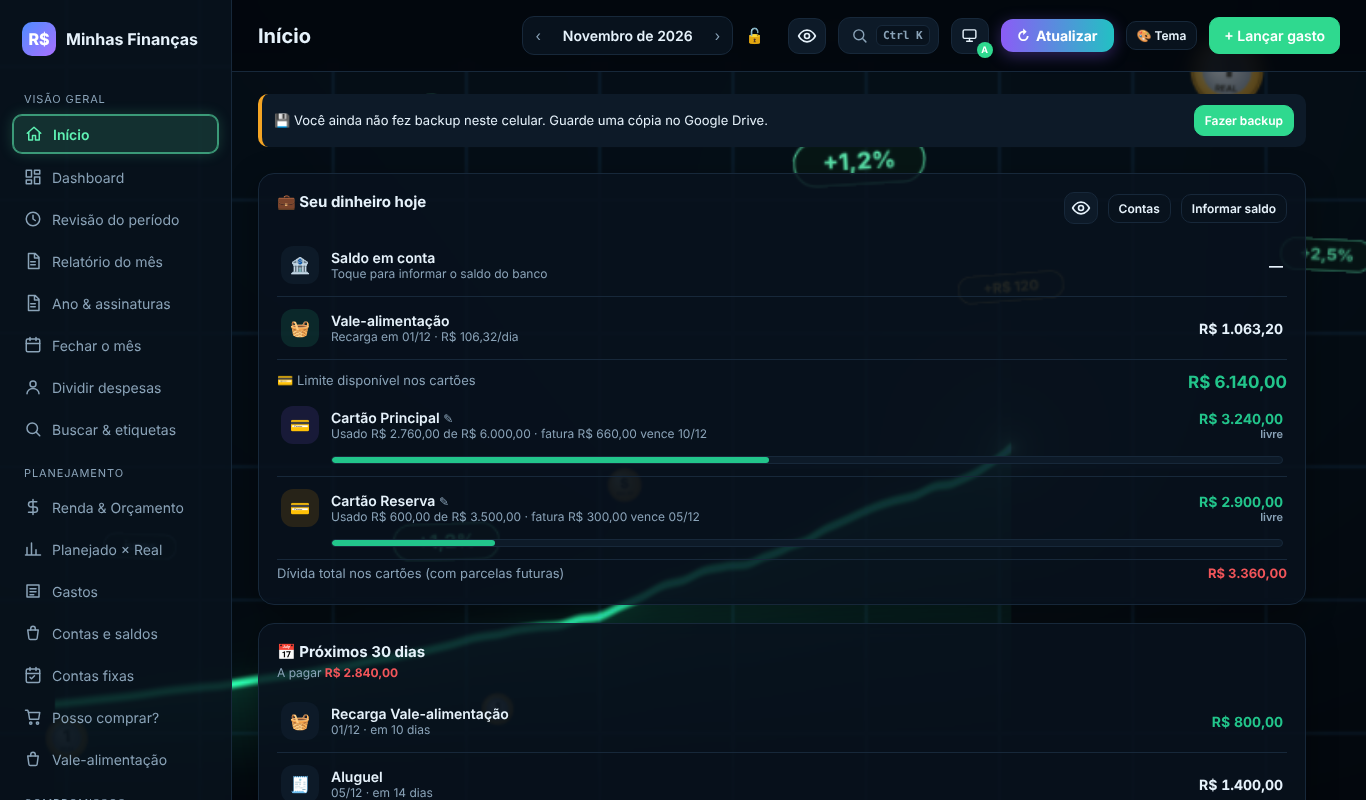 R$ Minhas Finanças
VISÃO GERAL
Início
Dashboard
Revisão do período
Relatório do mês
Ano & assinaturas
Fechar o mês
Dividir despesas
Buscar & etiquetas
PLANEJAMENTO
Renda & Orçamento
Planejado × Real
Gastos
Contas e saldos
Contas fixas
Posso comprar?
Vale-alimentação
Início
‹ Novembro de 2026 ›
Ctrl K
A
↻ Atualizar
🎨 Tema
+ Lançar gasto
REAL
💾 Você ainda não fez backup neste celular. Guarde uma cópia no Google Drive.
Fazer backup
+1,2%
💼 Seu dinheiro hoje
Contas
Informar saldo
+2,5%
Saldo em conta
Toque para informar o saldo do banco
—
+R$ 120
Vale-alimentação
Recarga em 01/12 · R$ 106,32/dia
R$ 1.063,20
💳 Limite disponível nos cartões
R$ 6.140,00
Cartão Principal ✎
Usado R$ 2.760,00 de R$ 6.000,00 · fatura R$ 660,00 vence 10/12
R$ 3.240,00
livre
Cartão Reserva ✎
Usado R$ 600,00 de R$ 3.500,00 · fatura R$ 300,00 vence 05/12
R$ 2.900,00
livre
Dívida total nos cartões (com parcelas futuras)
R$ 3.360,00
📅 Próximos 30 dias
A pagar R$ 2.840,00
Recarga Vale-alimentação
01/12 · em 10 dias
R$ 800,00
Aluguel
05/12 · em 14 dias
R$ 1.400,00